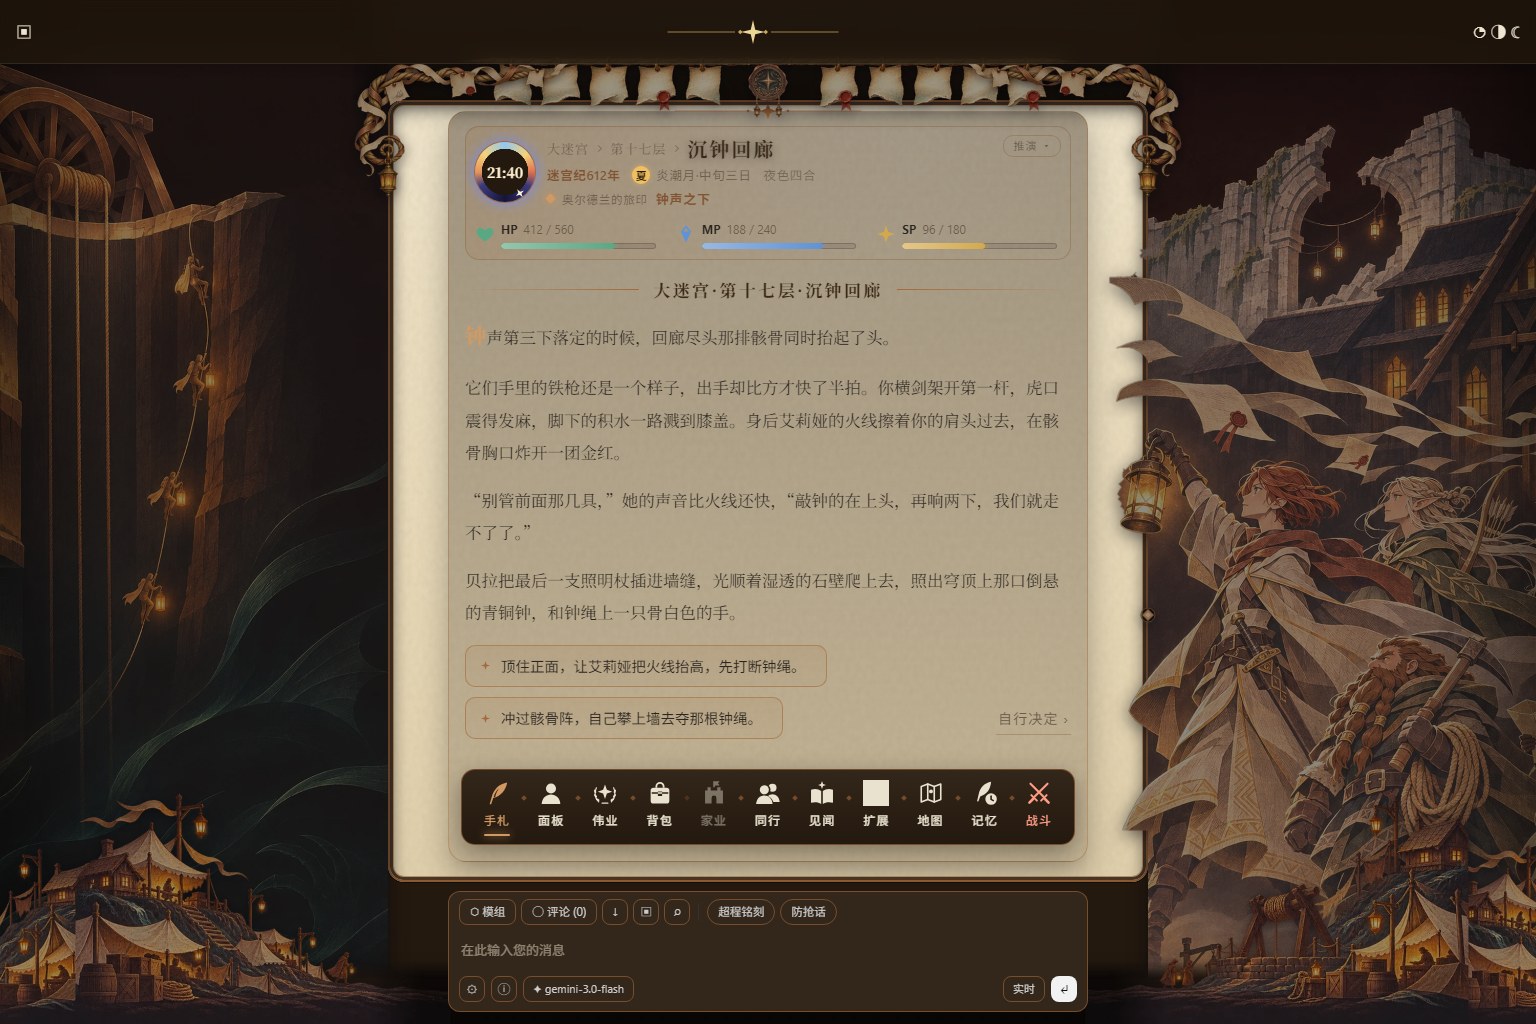 21:40
大迷宫 › 第十七层 › 沉钟回廊
推演
迷宫纪612年 夏 炎潮月·中旬三日 夜色四合
奥尔德兰的旅印 钟声之下
HP 412 / 560
MP 188 / 240
SP 96 / 180
大迷宫·第十七层·沉钟回廊
钟声第三下落定的时候，回廊尽头那排骸骨同时抬起了头。
它们手里的铁枪还是一个样子，出手却比方才快了半拍。你横剑架开第一杆，虎口
震得发麻，脚下的积水一路溅到膝盖。身后艾莉娅的火线擦着你的肩头过去，在骸
骨胸口炸开一团金红。
“别管前面那几具，”她的声音比火线还快，“敲钟的在上头，再响两下，我们就走
不了了。”
贝拉把最后一支照明杖插进墙缝，光顺着湿透的石壁爬上去，照出穹顶上那口倒悬
的青铜钟，和钟绳上一只骨白色的手。
顶住正面，让艾莉娅把火线抬高，先打断钟绳。
冲过骸骨阵，自己攀上墙去夺那根钟绳。
自行决定 ›
手札 面板 伟业 背包 家业 同行 见闻 扩展 地图 记忆 战斗
模组 评论 (0) 超程铭刻 防抢话
在此输入您的消息
gemini-3.0-flash 实时